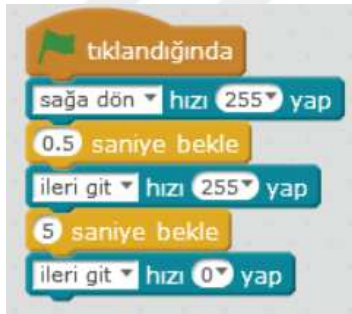 tıklandığında
sağa dön hızı 255 yap
0.5 saniye bekle
ileri git hızı 255 yap
5 saniye bekle
ileri git hızı 0 yap